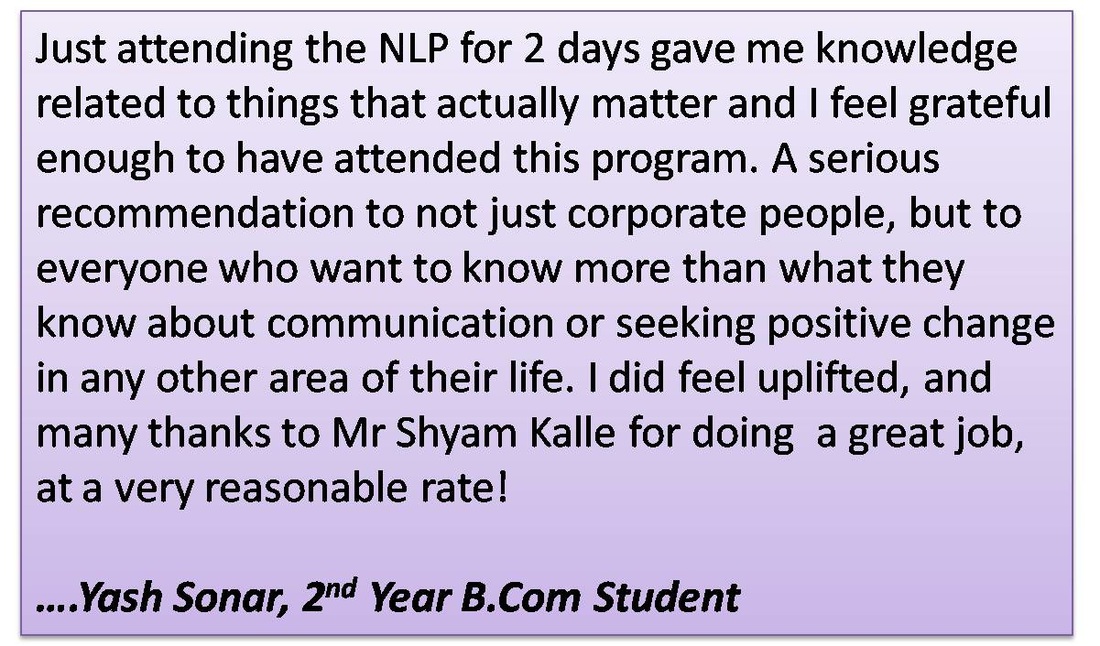 Just attending the NLP for 2 days gave me knowledge
related to things that actually matter and I feel grateful
enough to have attended this program. A serious
recommendation to not just corporate people, but to
everyone who want to know more than what they
know about communication or seeking positive change
in any other area of their life. I did feel uplifted, and
many thanks to Mr Shyam Kalle for doing  a great job,
at a very reasonable rate!
....Yash Sonar, 2nd Year B.Com Student